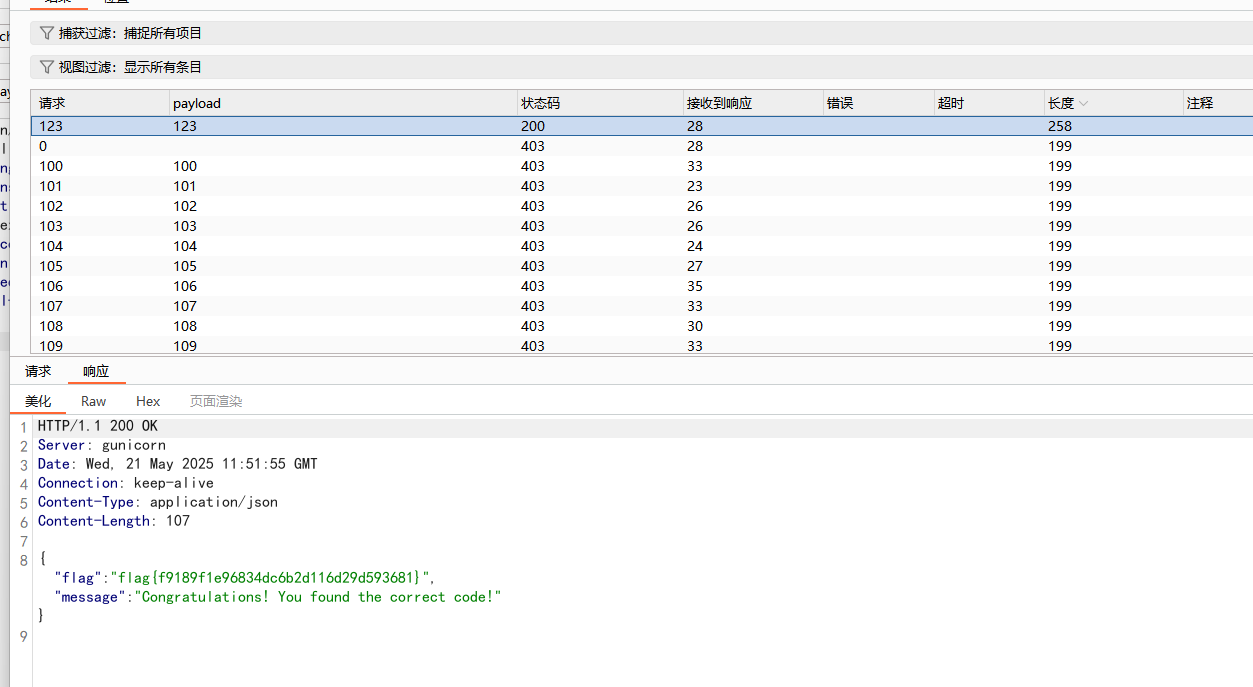 捕获过滤：捕捉所有项目
视图过滤：显示所有条目
请求 payload 状态码 接收到响应 错误 超时 长度 注释
123 123 200 28 258
0 403 28 199
100 100 403 33 199
101 101 403 23 199
102 102 403 26 199
103 103 403 26 199
104 104 403 24 199
105 105 403 27 199
106 106 403 35 199
107 107 403 33 199
108 108 403 30 199
109 109 403 33 199
请求 响应
美化 Raw Hex 页面渲染
1 HTTP/1.1 200 OK
2 Server: gunicorn
3 Date: Wed, 21 May 2025 11:51:55 GMT
4 Connection: keep-alive
5 Content-Type: application/json
6 Content-Length: 107
7
8 {
"flag":"flag{f9189f1e96834dc6b2d116d29d593681}",
"message":"Congratulations! You found the correct code!"
}
9